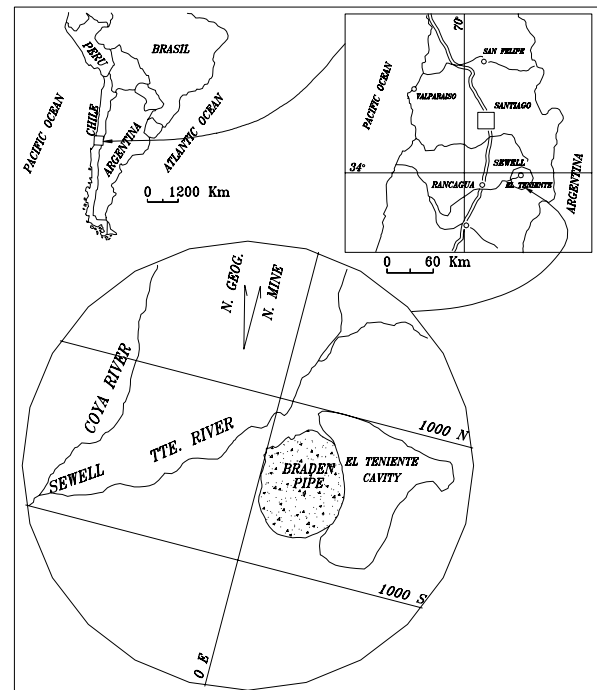 BRASIL
PERU
PACIFIC OCEAN
CHILE
ARGENTINA
ATLANTIC OCEAN
0 1200 Km
70°
SAN FELIPE
PACIFIC OCEAN
VALPARAISO
SANTIAGO
34°
SEWELL
RANCAGUA
EL TENIENTE
ARGENTINA
0 60 Km
N. GEOG.
N. MINE
COYA RIVER
TTE. RIVER
SEWELL
1000 N
BRADEN
PIPE
EL TENIENTE
CAVITY
1000 S
0 E